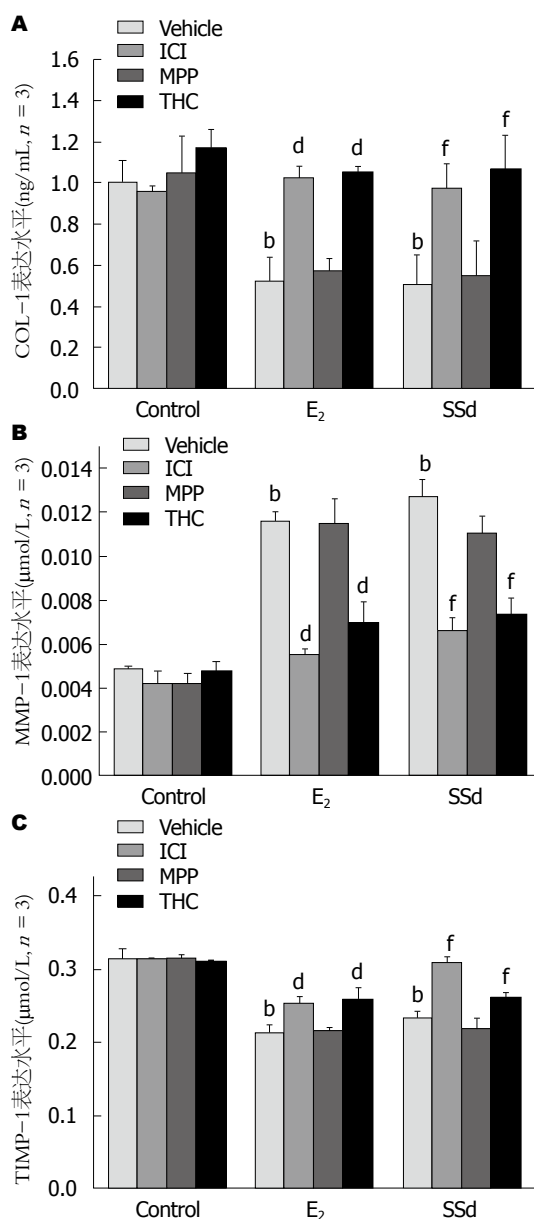 A
Vehicle
ICI
MPP
THC
COL-1表达水平(ng/mL, n = 3)
1.6
1.4
1.2
1.0
0.8
0.6
0.4
0.2
0.0
b d d b f f
Control E₂ SSd
B
Vehicle
ICI
MPP
THC
MMP-1表达水平(μmol/L, n = 3)
0.014
0.012
0.010
0.008
0.006
0.004
0.002
0.000
b d d b f f
Control E₂ SSd
C
Vehicle
ICI
MPP
THC
TIMP-1表达水平(μmol/L, n = 3)
0.4
0.3
0.2
0.1
0.0
b d d b f f
Control E₂ SSd